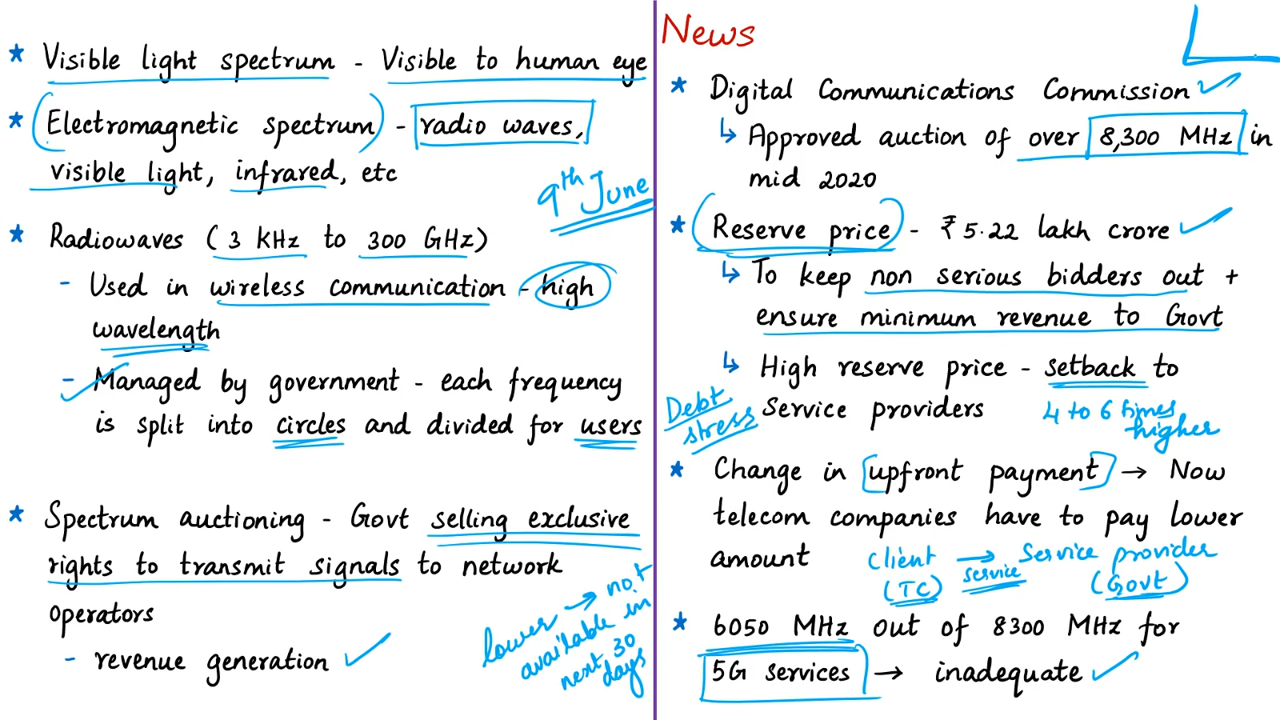 * Visible light spectrum - Visible to human eye
* Electromagnetic spectrum - radio waves,
visible light, infrared, etc
9th June
* Radiowaves (3 KHz to 300 GHz)
- Used in wireless communication - high
wavelength
- Managed by government - each frequency
is split into circles and divided for users
* Spectrum auctioning - Govt selling exclusive
rights to transmit signals to network
operators
- revenue generation
lower → not
available in
next 30
days
News
* Digital Communications Commission
↳ Approved auction of over 8,300 MHz in
mid 2020
* Reserve price - ₹ 5.22 lakh crore
↳ To keep non serious bidders out +
ensure minimum revenue to Govt
↳ High reserve price - setback to
Service providers
4 to 6 times
higher
Debt
stress
* Change in upfront payment → Now
telecom companies have to pay lower
amount
Client → Service provider
(TC) service (Govt)
* 6050 MHz out of 8300 MHz for
5G services → inadequate